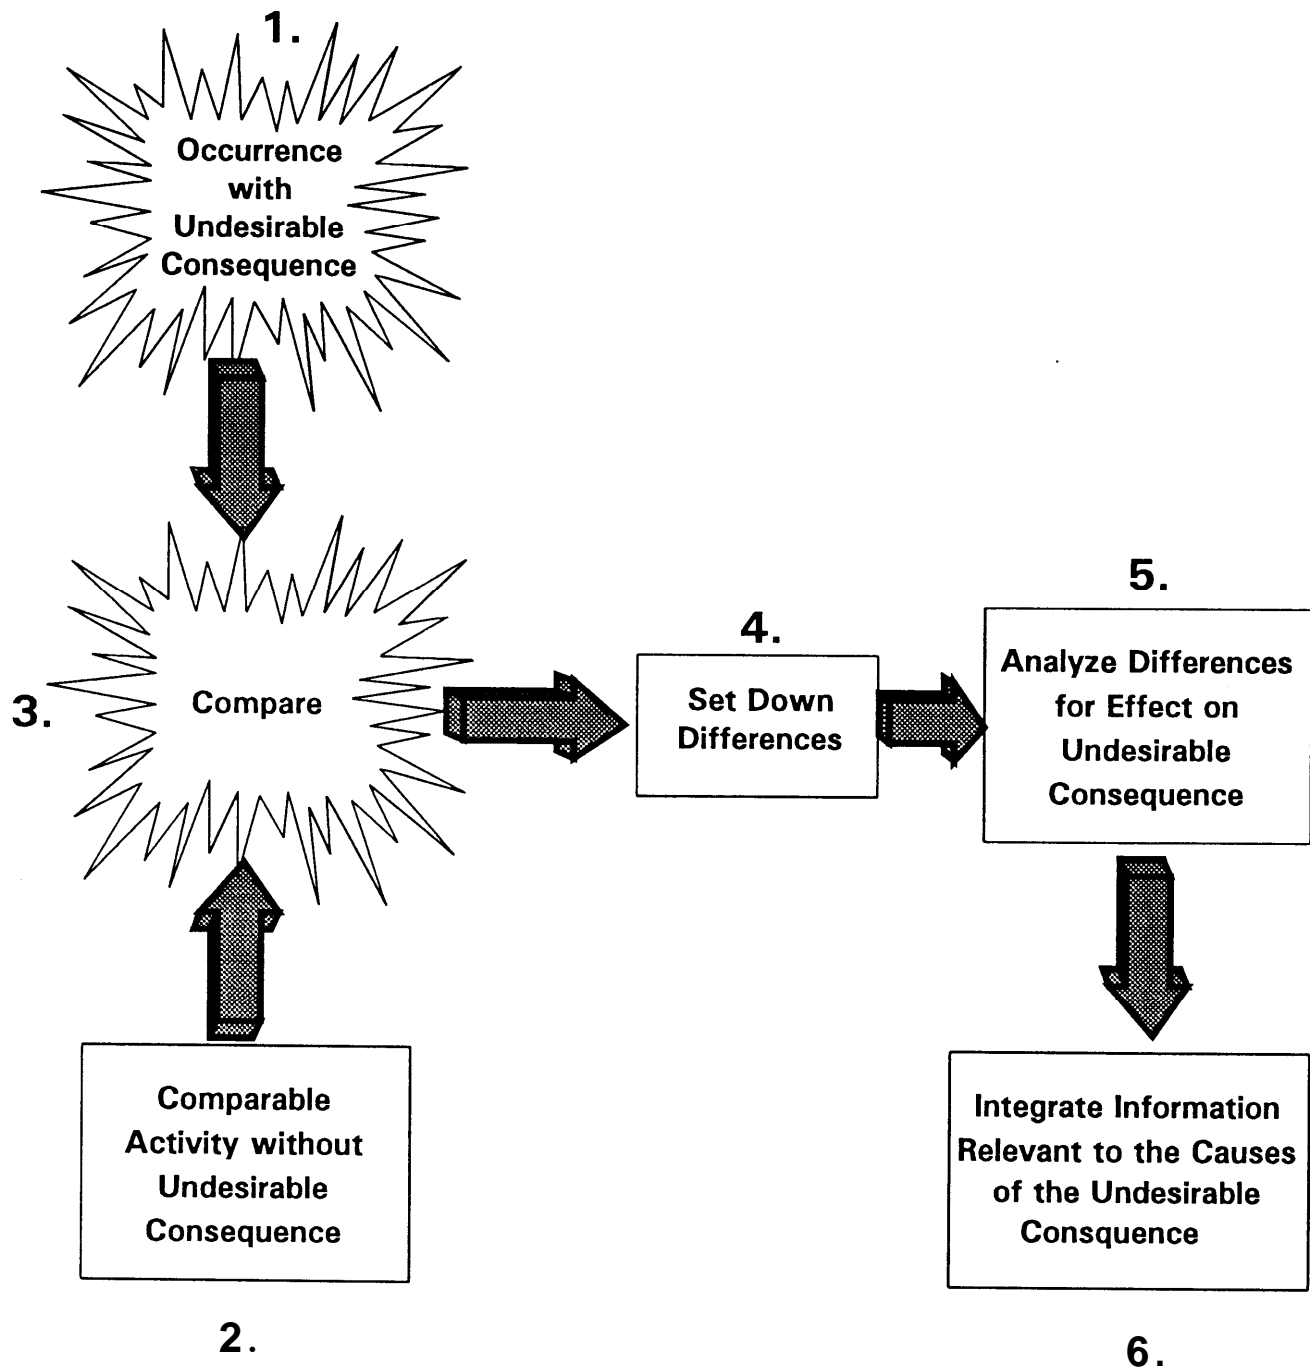 1.
Occurrence
with
Undesirable
Consequence
3.
Compare
4.
Set Down
Differences
5.
Analyze Differences
for Effect on
Undesirable
Consequence
Comparable
Activity without
Undesirable
Consequence
2.
Integrate Information
Relevant to the Causes
of the Undesirable
Consquence
6.